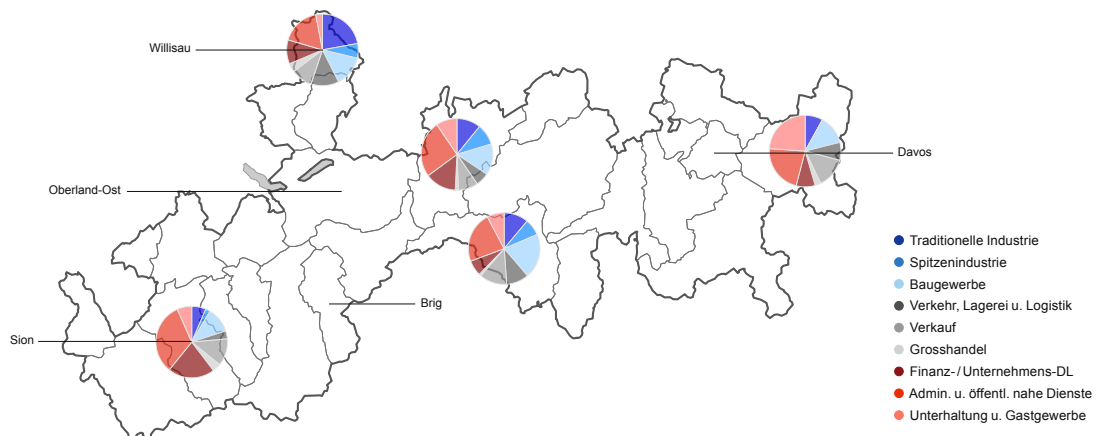 Willisau
Davos
Oberland-Ost
Brig
Sion
Traditionelle Industrie
Spitzenindustrie
Baugewerbe
Verkehr, Lagerei u. Logistik
Verkauf
Grosshandel
Finanz-/Unternehmens-DL
Admin. u. öffentl. nahe Dienste
Unterhaltung u. Gastgewerbe